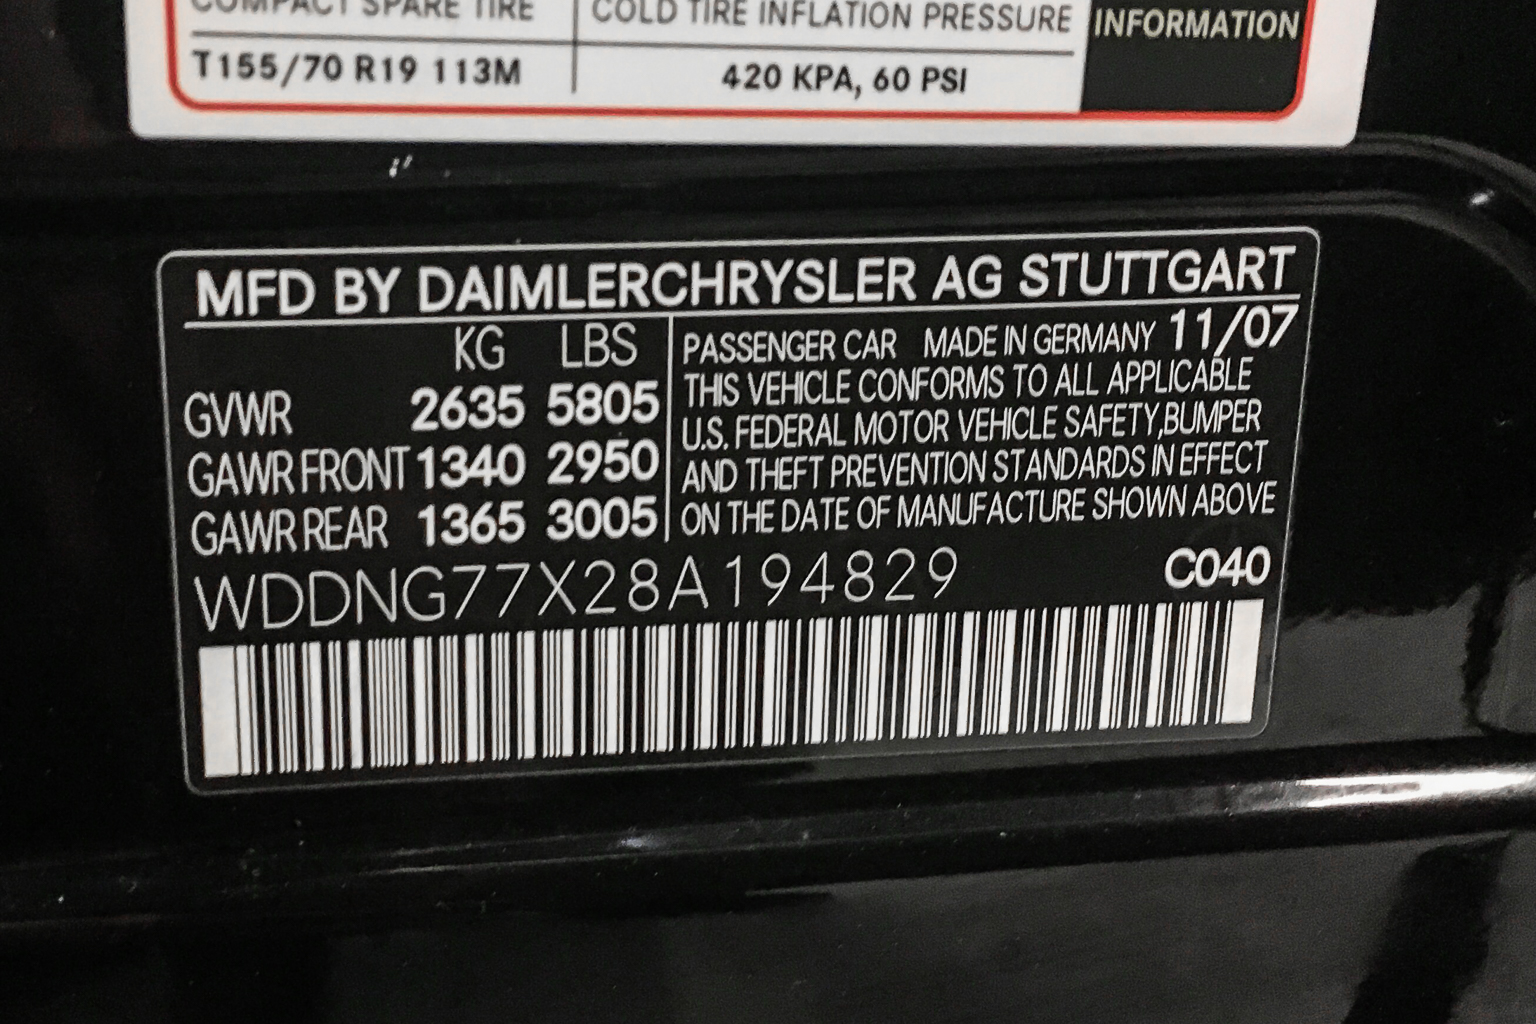 COMPACT SPARE TIRE COLD TIRE INFLATION PRESSURE INFORMATION
T155/70 R19 113M 420 KPA, 60 PSI
MFD BY DAIMLERCHRYSLER AG STUTTGART
KG LBS
GVWR 2635 5805
GAWR FRONT 1340 2950
GAWR REAR 1365 3005
PASSENGER CAR MADE IN GERMANY 11/07
THIS VEHICLE CONFORMS TO ALL APPLICABLE
U.S. FEDERAL MOTOR VEHICLE SAFETY,BUMPER
AND THEFT PREVENTION STANDARDS IN EFFECT
ON THE DATE OF MANUFACTURE SHOWN ABOVE
WDDNG77X28A194829 C040